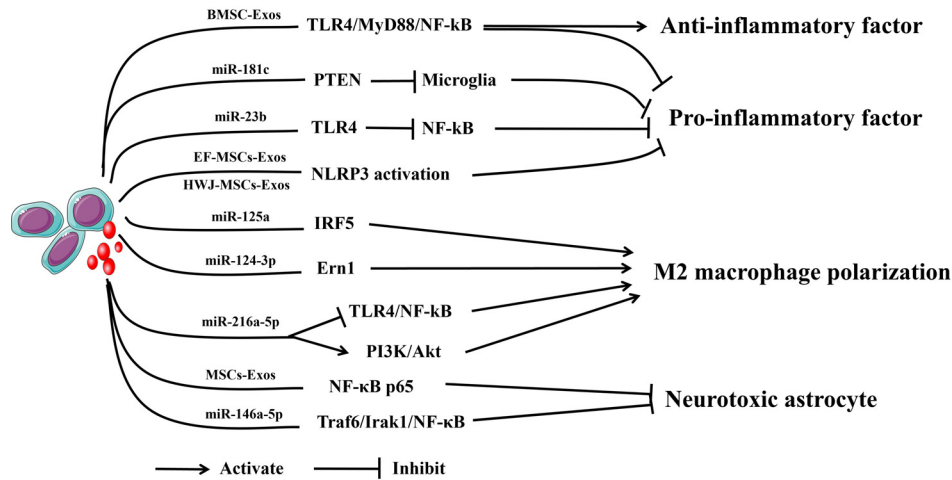 BMSC-Exos
TLR4/MyD88/NF-kB
Anti-inflammatory factor
miR-181c
PTEN
Microglia
Pro-inflammatory factor
miR-23b
TLR4
NF-kB
EF-MSCs-Exos
HWJ-MSCs-Exos
NLRP3 activation
miR-125a
IRF5
miR-124-3p
Ern1
M2 macrophage polarization
miR-216a-5p
TLR4/NF-kB
PI3K/Akt
MSCs-Exos
NF-κB p65
Neurotoxic astrocyte
miR-146a-5p
Traf6/Irak1/NF-κB
Activate
Inhibit